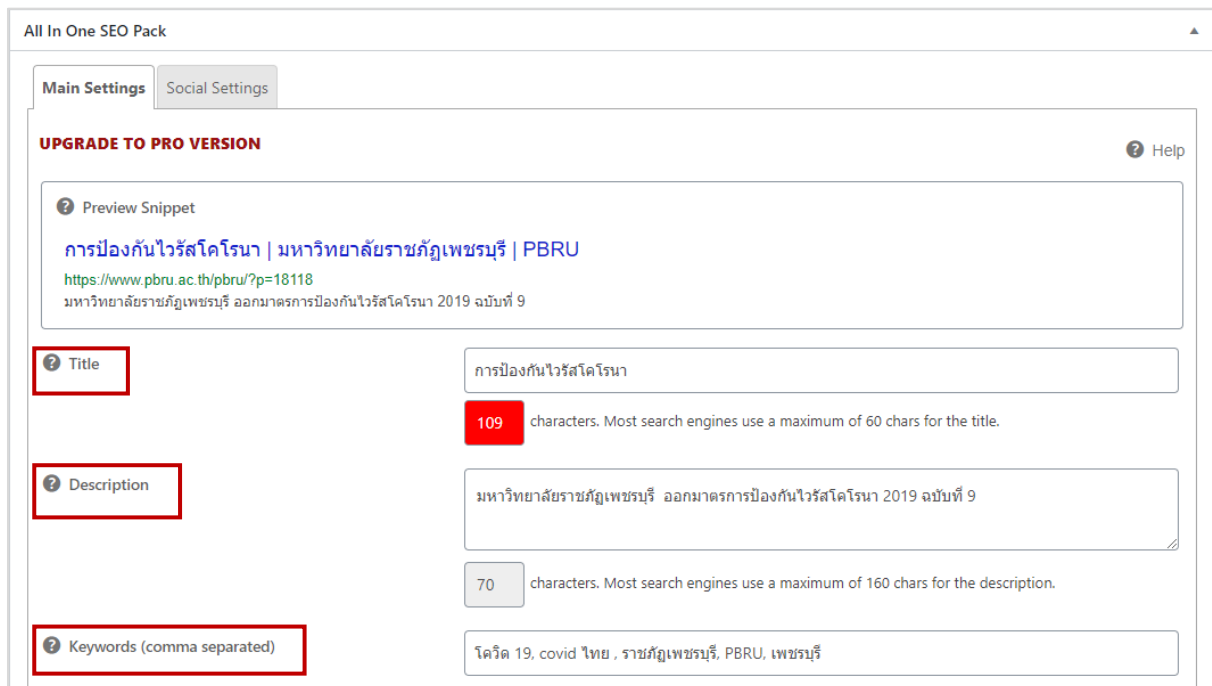 All In One SEO Pack
Main Settings
Social Settings
UPGRADE TO PRO VERSION
Help
Preview Snippet
การป้องกันไวรัสโคโรนา | มหาวิทยาลัยราชภัฏเพชรบุรี | PBRU
https://www.pbru.ac.th/pbru/?p=18118
มหาวิทยาลัยราชภัฏเพชรบุรี ออกมาตรการป้องกันไวรัสโคโรนา 2019 ฉบับที่ 9
Title
การป้องกันไวรัสโคโรนา
109 characters. Most search engines use a maximum of 60 chars for the title.
Description
มหาวิทยาลัยราชภัฏเพชรบุรี ออกมาตรการป้องกันไวรัสโคโรนา 2019 ฉบับที่ 9
70 characters. Most search engines use a maximum of 160 chars for the description.
Keywords (comma separated)
โควิด 19, covid ไทย , ราชภัฏเพชรบุรี, PBRU, เพชรบุรี